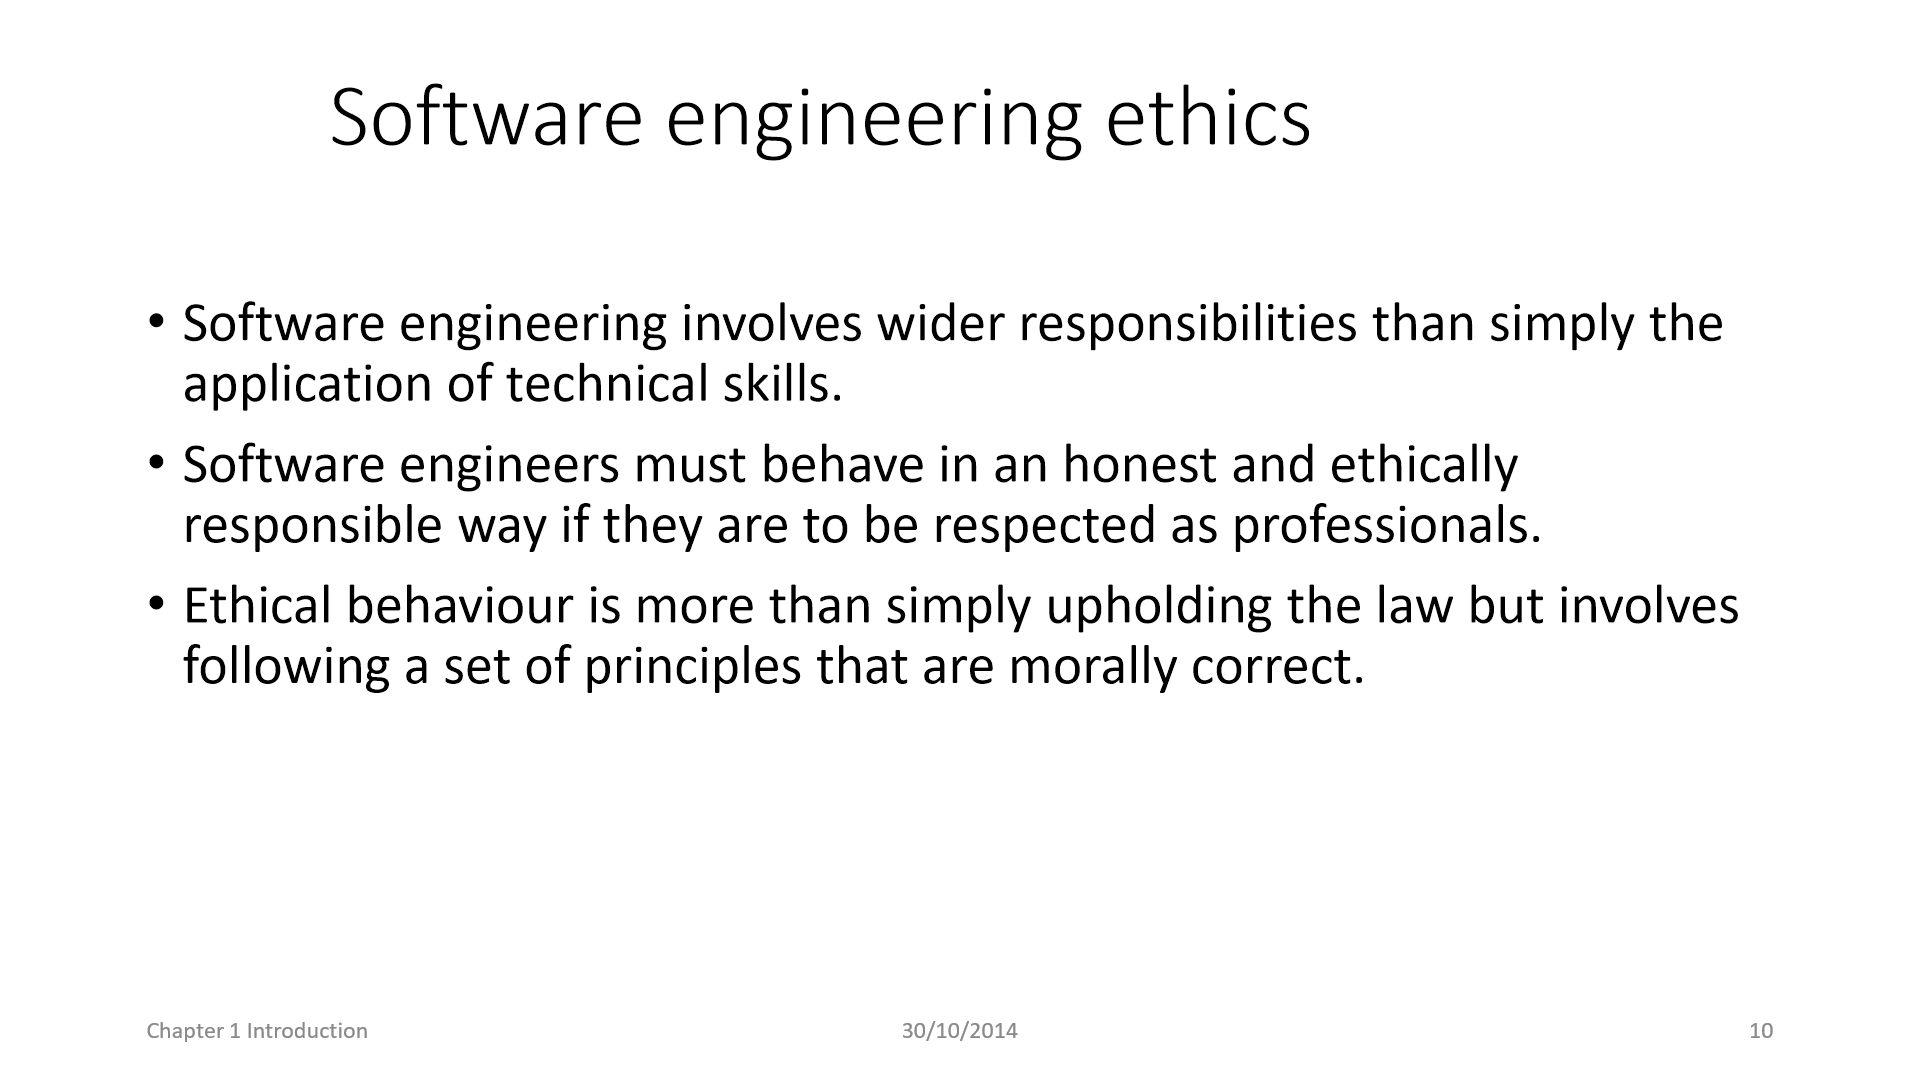 Software engineering ethics
• Software engineering involves wider responsibilities than simply the
application of technical skills.
• Software engineers must behave in an honest and ethically
responsible way if they are to be respected as professionals.
• Ethical behaviour is more than simply upholding the law but involves
following a set of principles that are morally correct.
Chapter 1 Introduction
30/10/2014
10